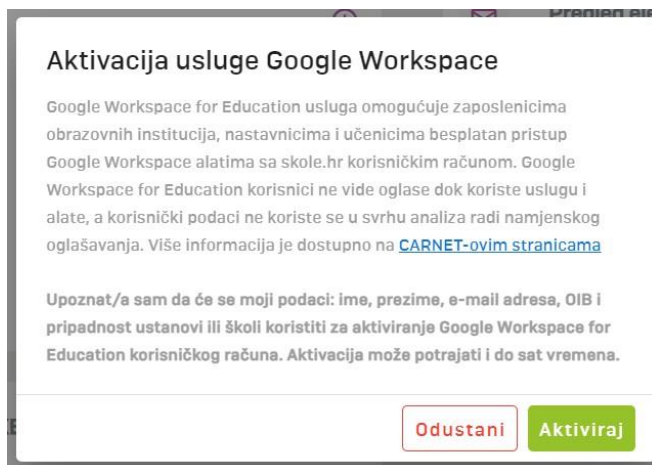 Aktivacija usluge Google Workspace
Google Workspace for Education usluga omogućuje zaposlenicima
obrazovnih institucija, nastavnicima i učenicima besplatan pristup
Google Workspace alatima sa skole.hr korisničkim računom. Google
Workspace for Education korisnici ne vide oglase dok koriste uslugu i
alate, a korisnički podaci ne koriste se u svrhu analiza radi namjenskog
oglašavanja. Više informacija je dostupno na CARNET-ovim stranicama
Upoznat/a sam da će se moji podaci: ime, prezime, e-mail adresa, OIB i
pripadnost ustanovi ili školi koristiti za aktiviranje Google Workspace for
Education korisničkog računa. Aktivacija može potrajati i do sat vremena.
Odustani Aktiviraj